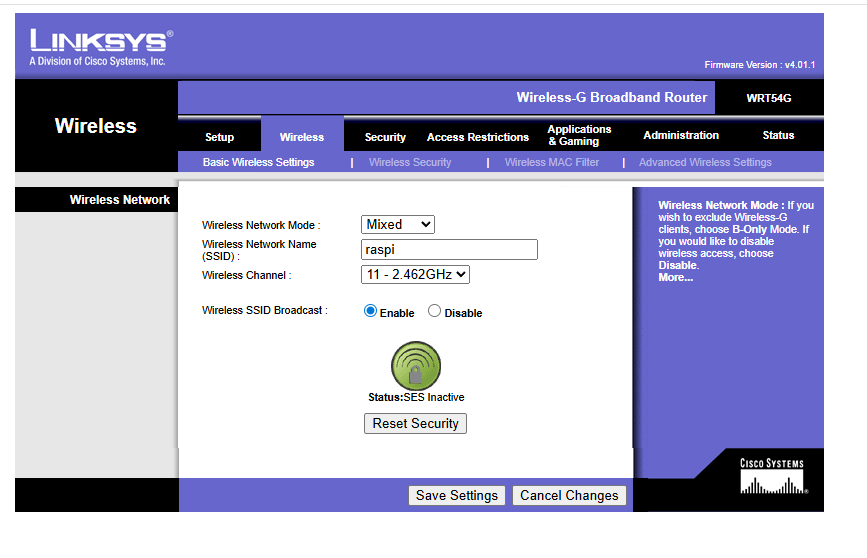 LINKSYS®
A Division of Cisco Systems, Inc.
Firmware Version : v4.01.1
Wireless-G Broadband Router WRT54G
Wireless
Setup Wireless Security Access Restrictions Applications & Gaming Administration Status
Basic Wireless Settings | Wireless Security | Wireless MAC Filter | Advanced Wireless Settings
Wireless Network
Wireless Network Mode : Mixed
Wireless Network Name
(SSID) : raspi
Wireless Channel : 11 - 2.462GHz
Wireless SSID Broadcast : Enable Disable
Status:SES Inactive
Reset Security
Wireless Network Mode : If you
wish to exclude Wireless-G
clients, choose B-Only Mode. If
you would like to disable
wireless access, choose
Disable.
More...
CISCO SYSTEMS
®
Save Settings Cancel Changes